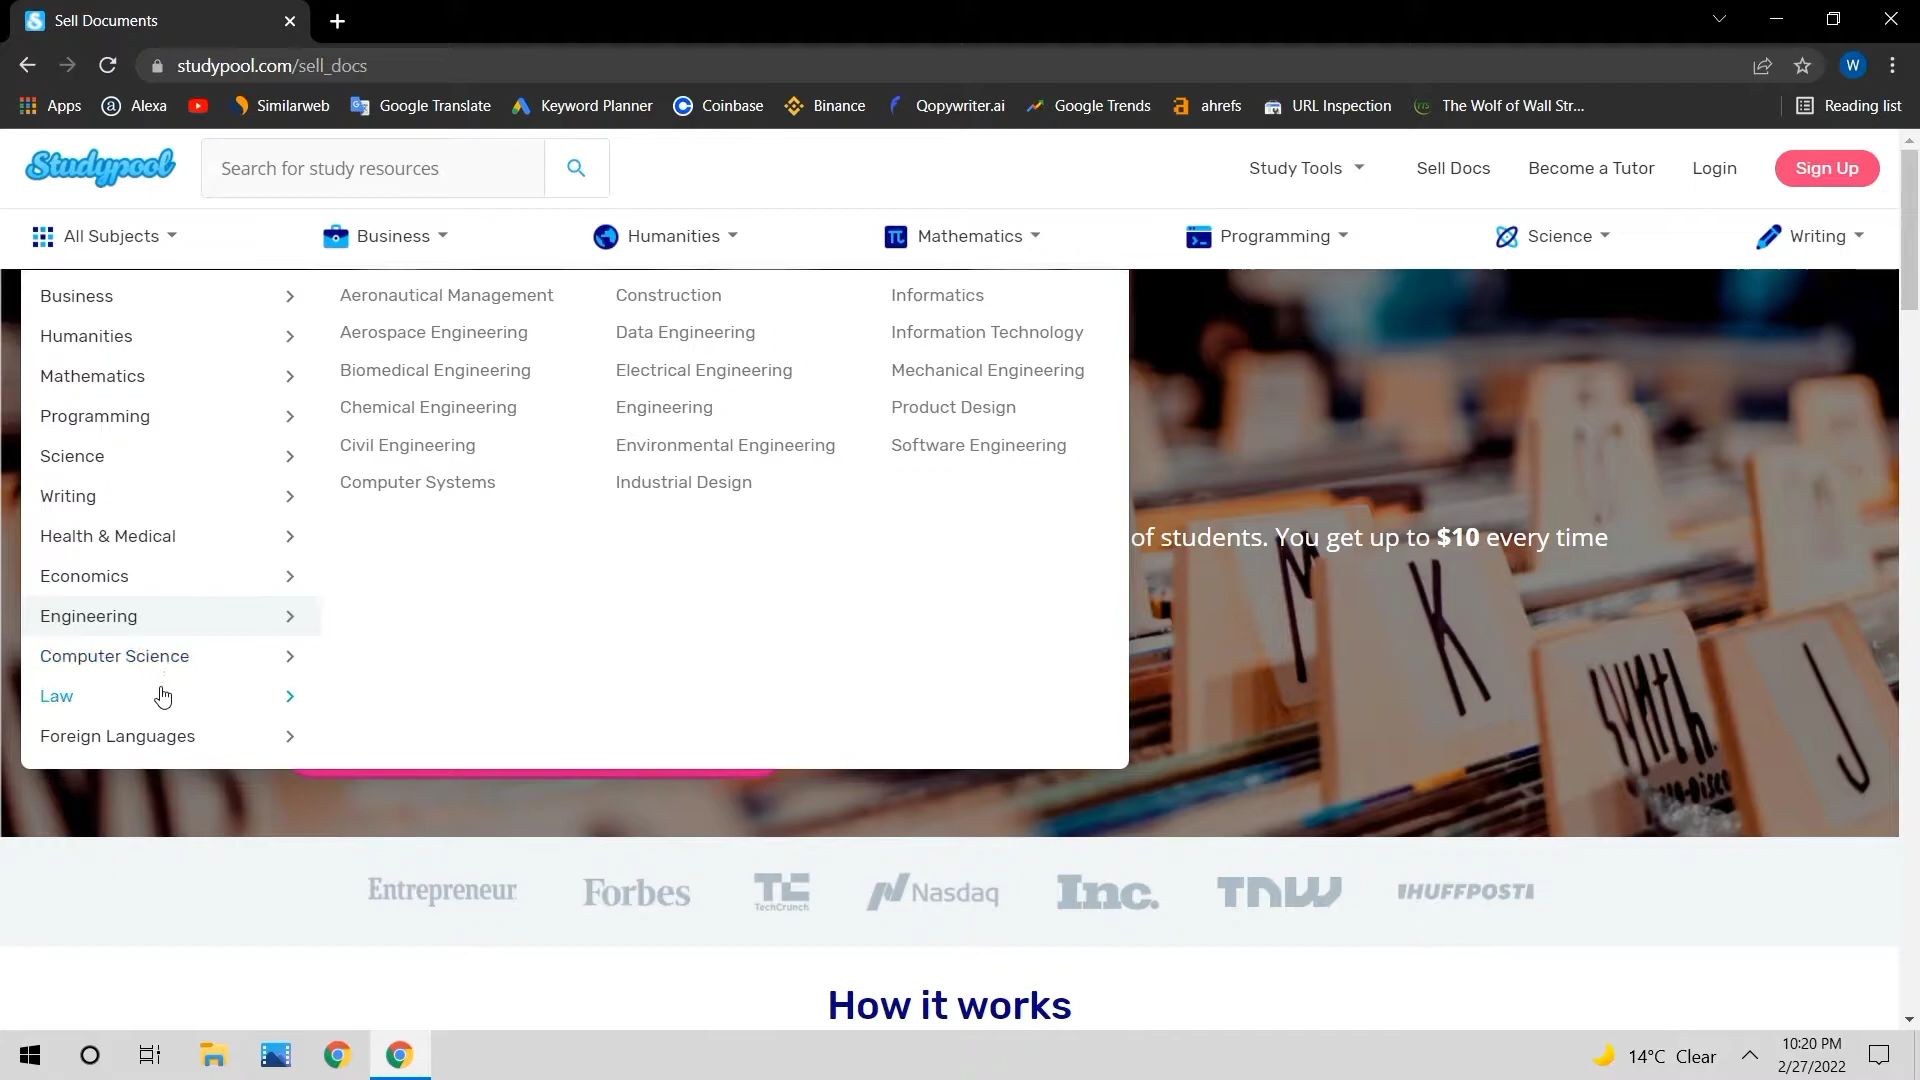 Sell Documents
studypool.com/sell_docs
W
Apps
Alexa
Similarweb
Google Translate
Keyword Planner
Coinbase
Binance
Qopywriter.ai
Google Trends
ahrefs
URL Inspection
The Wolf of Wall Str...
Reading list
Studypool
Search for study resources
Study Tools
Sell Docs
Become a Tutor
Login
Sign Up
All Subjects
Business
Humanities
Mathematics
Programming
Science
Writing
Business
Humanities
Mathematics
Programming
Science
Writing
Health & Medical
Economics
Engineering
Computer Science
Law
Foreign Languages
Aeronautical Management
Aerospace Engineering
Biomedical Engineering
Chemical Engineering
Civil Engineering
Computer Systems
Construction
Data Engineering
Electrical Engineering
Engineering
Environmental Engineering
Industrial Design
Informatics
Information Technology
Mechanical Engineering
Product Design
Software Engineering
of students. You get up to $10 every time
K
J
Entrepreneur
Forbes
TC
TechCrunch
Nasdaq
Inc.
TNW
HUFFPOST
How it works
14°C Clear
10:20 PM
2/27/2022